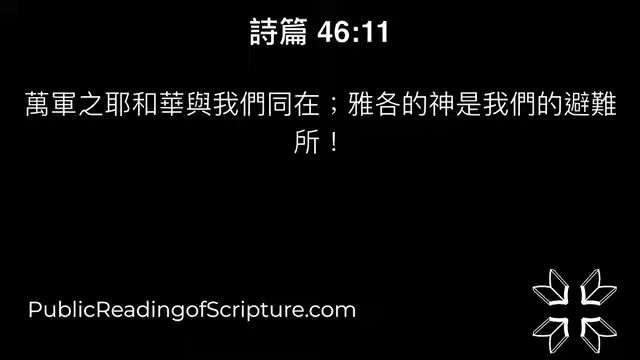 詩篇 46:11
萬軍之耶和華與我們同在；雅各的神是我們的避難
所！
PublicReadingofScripture.com